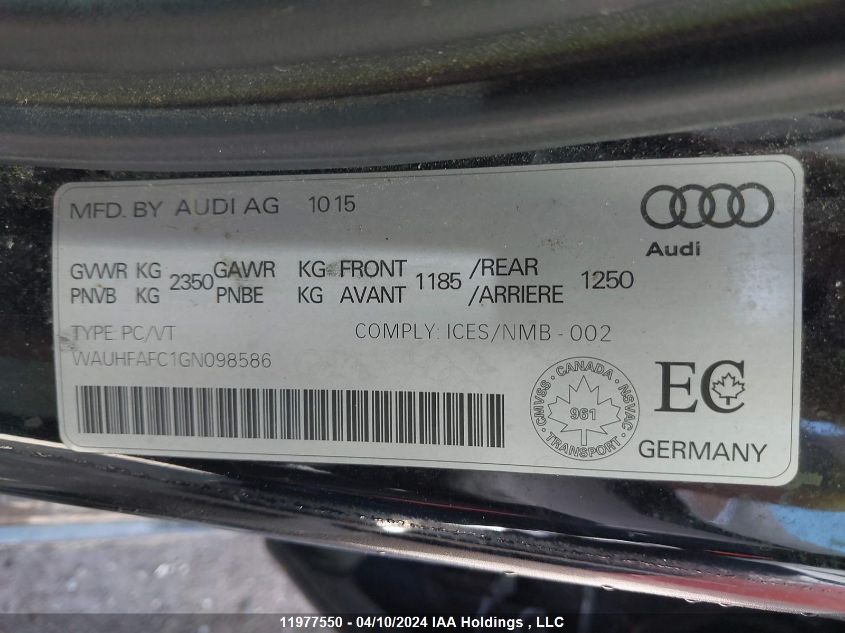 MFD. BY AUDI AG 1015
Audi
GVWR KG 2350 GAWR KG FRONT 1185 /REAR 1250
PNVB KG PNBE KG AVANT /ARRIERE
TYPE: PC/VT COMPLY: ICES/NMB - 002
WAUHFAFC1GN098586
CANADA
CMVSS 961 NSVAC
TRANSPORT
EC
GERMANY
11977550 - 04/10/2024 IAA Holdings , LLC